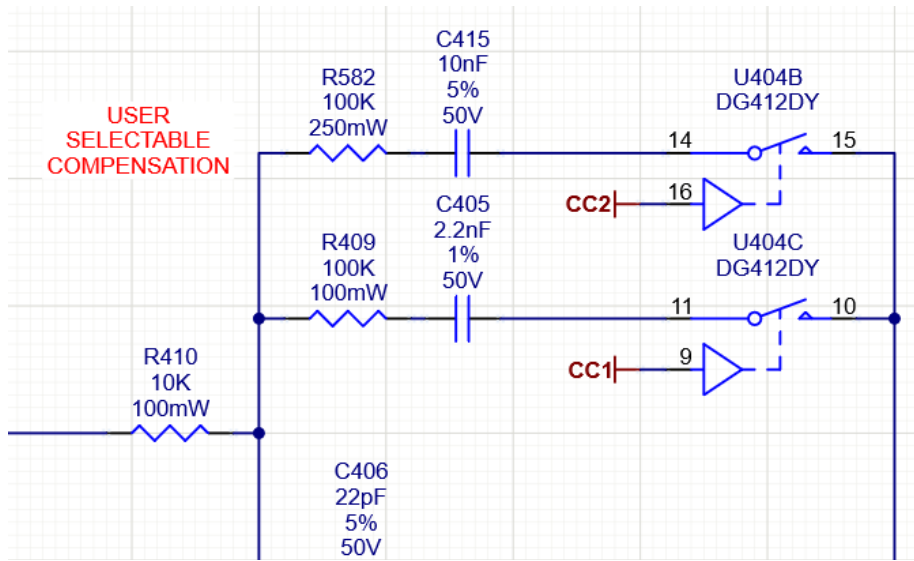 C415
10nF
5%
50V
R582
100K
250mW
U404B
DG412DY
USER
SELECTABLE
COMPENSATION
14
15
CC2
16
C405
2.2nF
1%
50V
R409
100K
100mW
U404C
DG412DY
11
10
CC1
9
R410
10K
100mW
C406
22pF
5%
50V